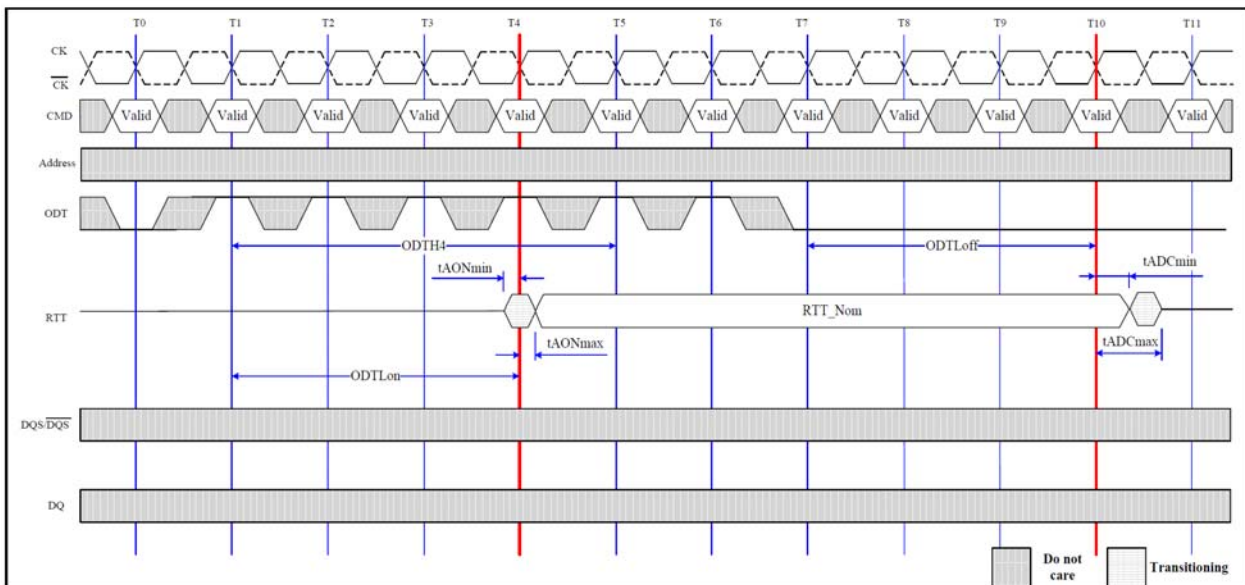 T0 T1 T2 T3 T4 T5 T6 T7 T8 T9 T10 T11
CK
CK
CMD Valid Valid Valid Valid Valid Valid Valid Valid Valid Valid Valid Valid
Address
ODT
ODTH4 ODTLoff
tAONmin tADCmin
RTT RTT_Nom
tAONmax tADCmax
ODTLon
DQS/DQS
DQ
Do not care
Transitioning